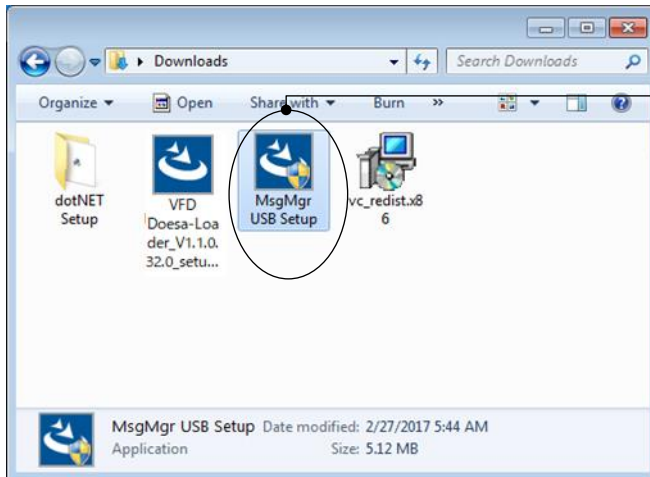 Downloads
Search Downloads
Organize
Open
Share with
Burn
»
dotNET
Setup
VFD
Doesa-Loa
der_V1.1.0.
32.0_setu...
MsgMgr
USB Setup
vc_redist.x8
6
MsgMgr USB Setup Date modified: 2/27/2017 5:44 AM
Application Size: 5.12 MB